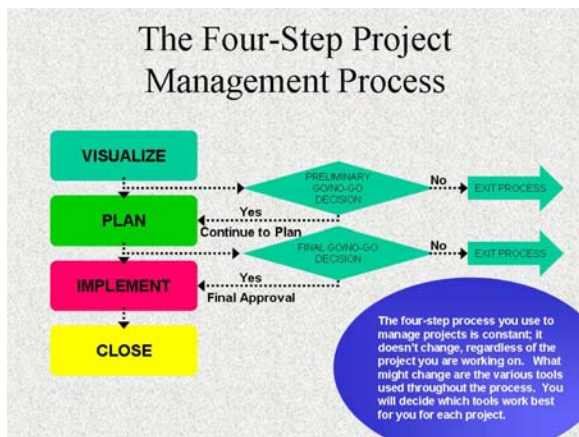 The Four-Step Project
Management Process
VISUALIZE
PRELIMINARY
GO/NO-GO
DECISION
No
EXIT PROCESS
Yes
Continue to Plan
PLAN
FINAL GO/NO-GO
DECISION
No
EXIT PROCESS
Yes
Final Approval
IMPLEMENT
CLOSE
The four-step process you use to
manage projects is constant; it
doesn't change, regardless of the
project you are working on. What
might change are the various tools
used throughout the process. You
will decide which tools work best
for you for each project.